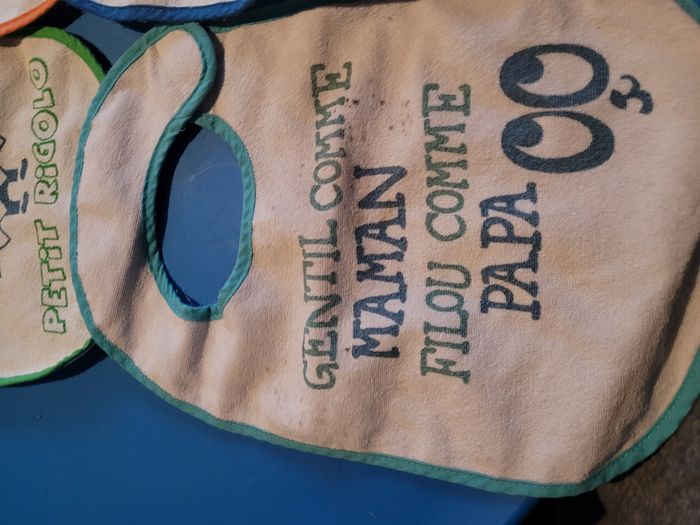 PETIT RIGOLO
GENTIL COMME
MAMAN
FILOU COMME
PAPA